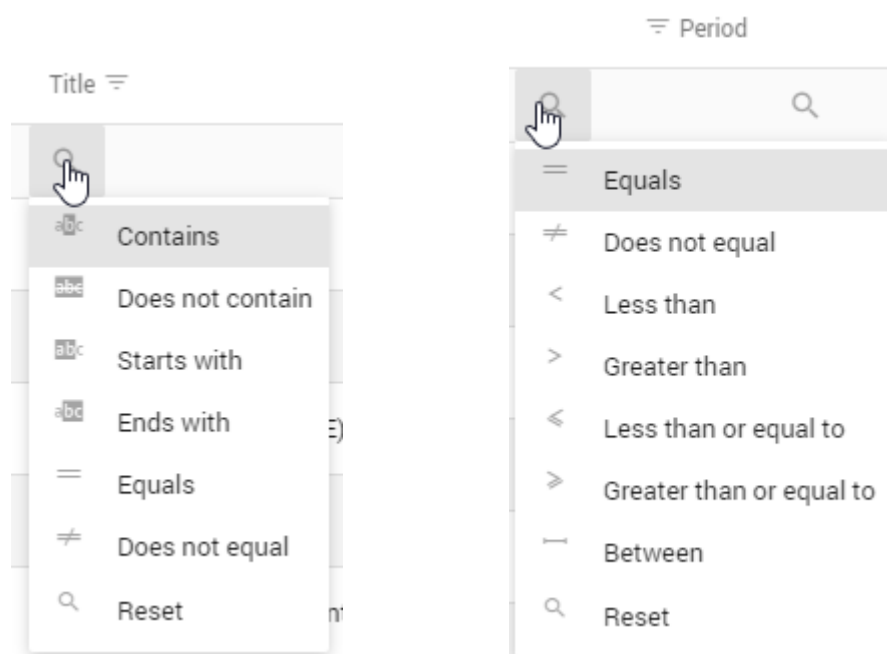 Title
Contains
Does not contain
Starts with
Ends with
Equals
Does not equal
Reset
Period
Equals
Does not equal
Less than
Greater than
Less than or equal to
Greater than or equal to
Between
Reset